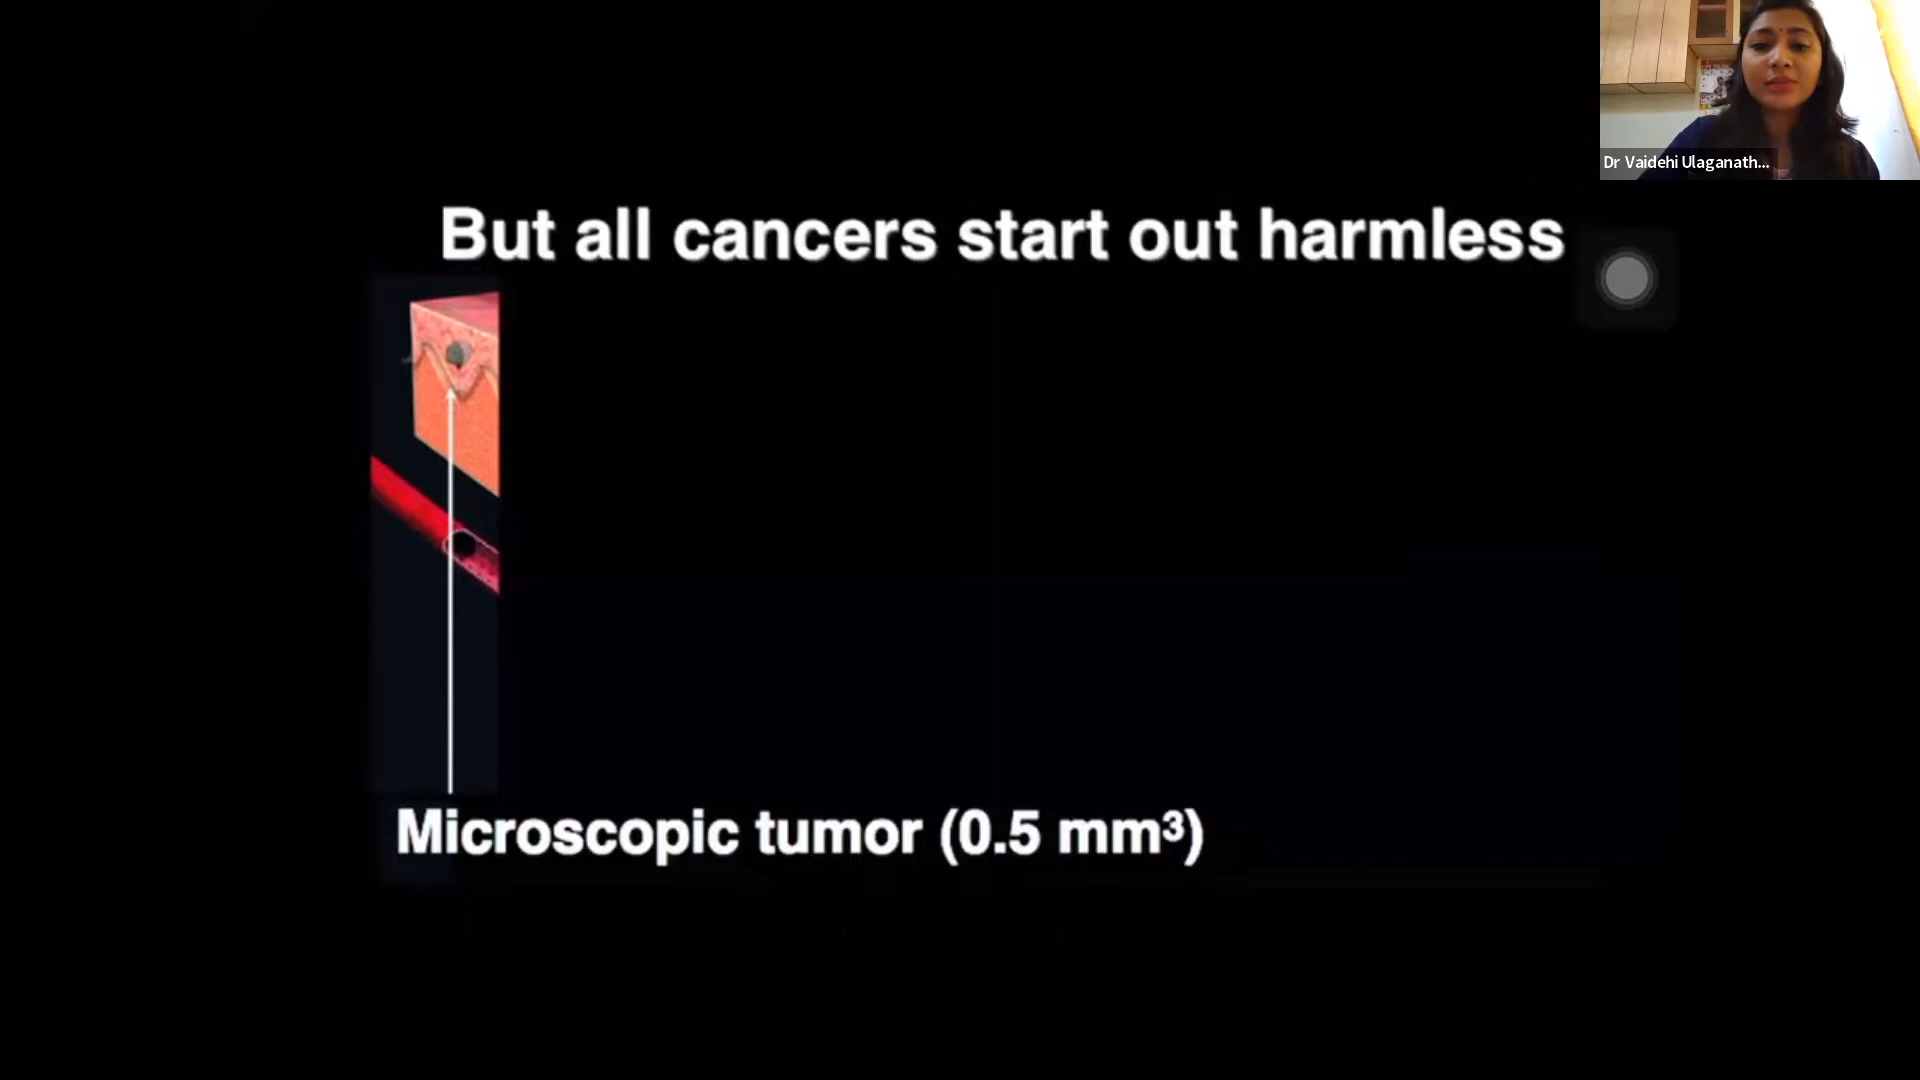 Dr Vaidehi Ulaganath...
But all cancers start out harmless
Microscopic tumor (0.5 mm³)